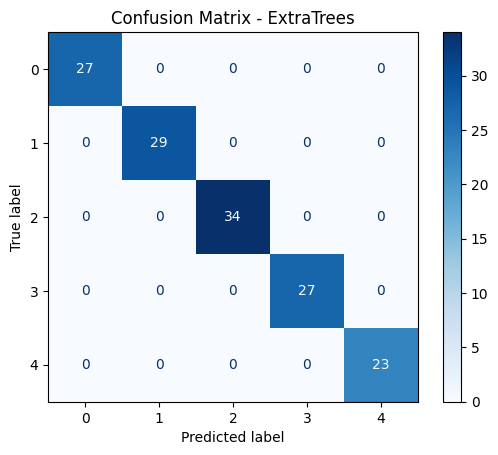 Confusion Matrix - ExtraTrees
True label
0 27 0 0 0 0
1 0 29 0 0 0
2 0 0 34 0 0
3 0 0 0 27 0
4 0 0 0 0 23
0 1 2 3 4
Predicted label
30
25
20
15
10
5
0